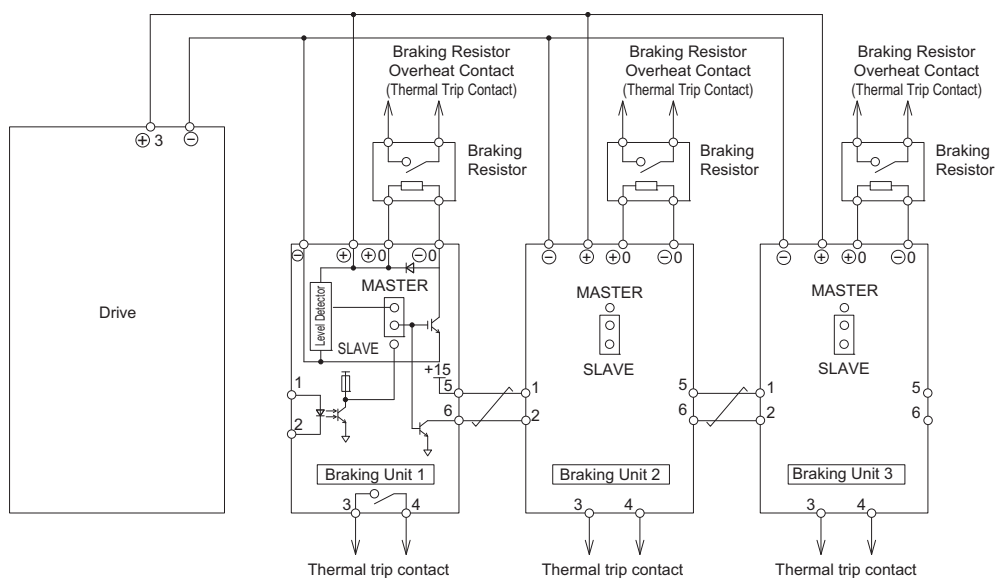 Braking Resistor
Overheat Contact
(Thermal Trip Contact)
Braking Resistor
Overheat Contact
(Thermal Trip Contact)
Braking Resistor
Overheat Contact
(Thermal Trip Contact)
⊕ 3 ⊖
Braking
Resistor
Braking
Resistor
Braking
Resistor
Drive
⊖ ⊕ ⊕0 ⊖0
MASTER
Level Detector
SLAVE
+15
1
2
5
6
Braking Unit 1
3 4
Thermal trip contact
⊖ ⊕ ⊕0 ⊖0
MASTER
SLAVE
1
2
5
6
Braking Unit 2
3 4
Thermal trip contact
⊖ ⊕ ⊕0 ⊖0
MASTER
SLAVE
1
2
5
6
Braking Unit 3
3 4
Thermal trip contact